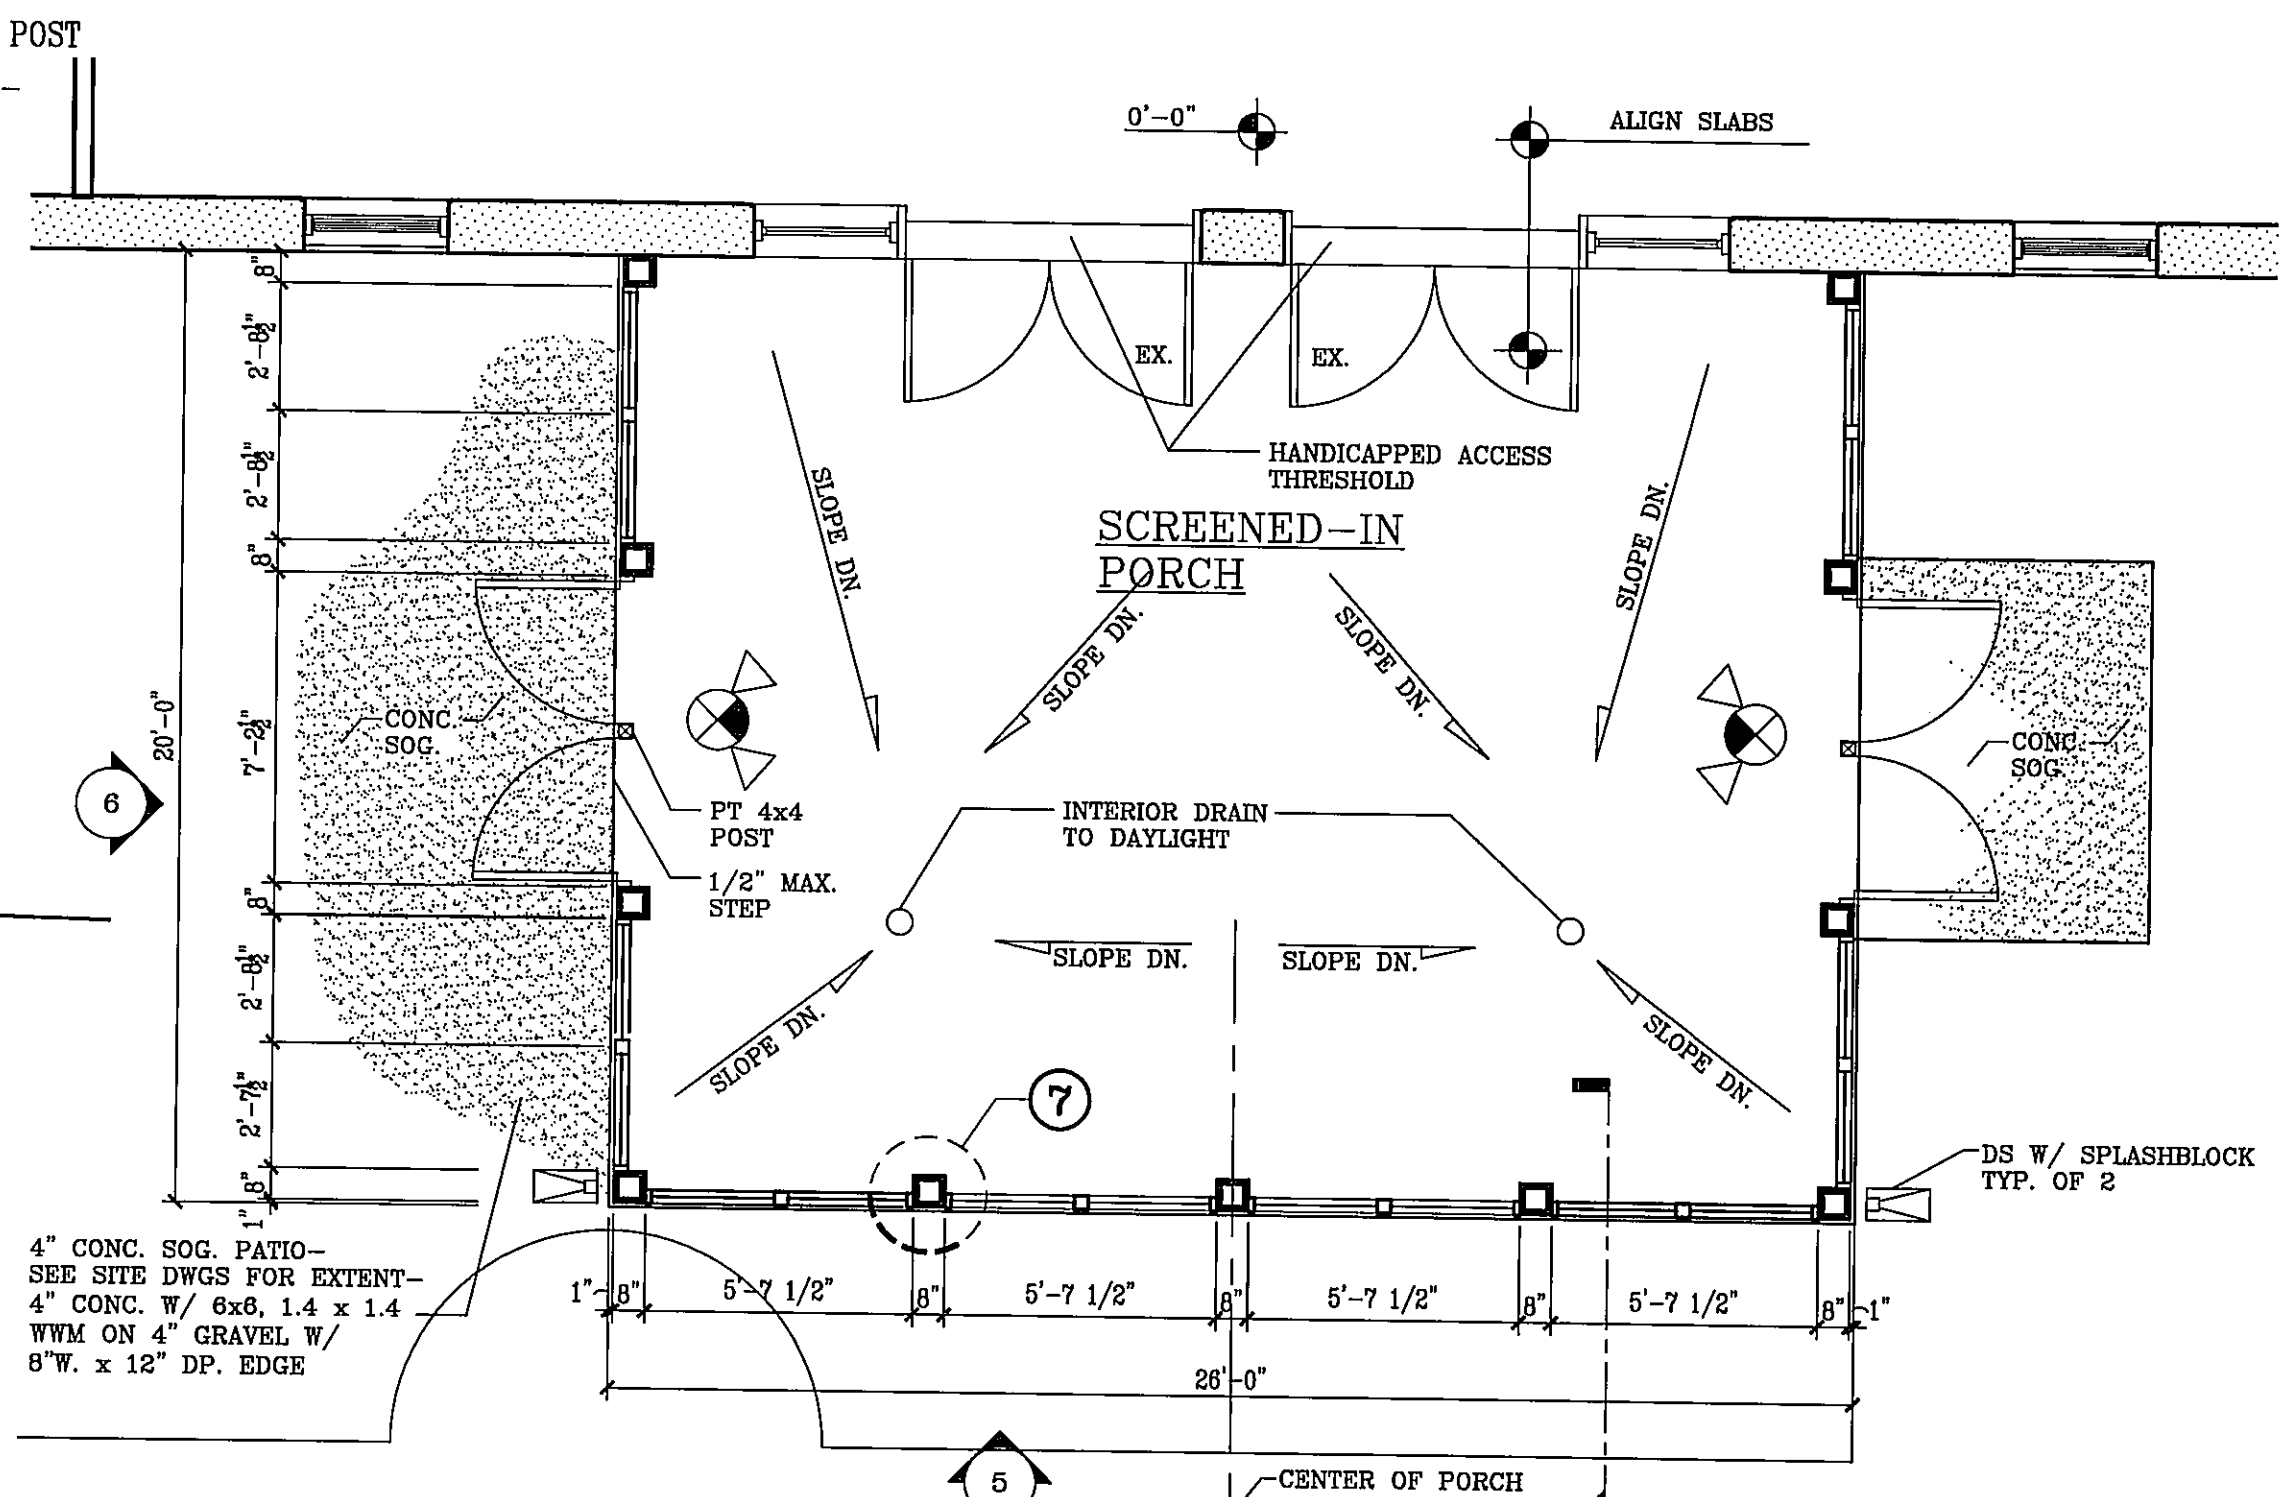 POST
0'-0"
ALIGN SLABS
EX.
EX.
HANDICAPPED ACCESS
THRESHOLD
SCREENED-IN
PORCH
SLOPE DN.
SLOPE DN.
SLOPE DN.
SLOPE DN.
8"
2'-8½"
2'-8½"
8"
7'-2½"
8"
2'-8½"
2'-7½"
8"
1"
20'-0"
6
CONC.
SOG.
CONC.
SOG.
PT 4x4
POST
1/2" MAX.
STEP
INTERIOR DRAIN
TO DAYLIGHT
SLOPE DN.
SLOPE DN.
SLOPE DN.
SLOPE DN.
7
DS W/ SPLASHBLOCK
TYP. OF 2
4" CONC. SOG. PATIO-
SEE SITE DWGS FOR EXTENT-
4" CONC. W/ 6x6, 1.4 x 1.4
WWM ON 4" GRAVEL W/
8"W. x 12" DP. EDGE
1"
8"
5'-7 1/2"
8"
5'-7 1/2"
8"
5'-7 1/2"
8"
5'-7 1/2"
8"
1"
26'-0"
5
CENTER OF PORCH